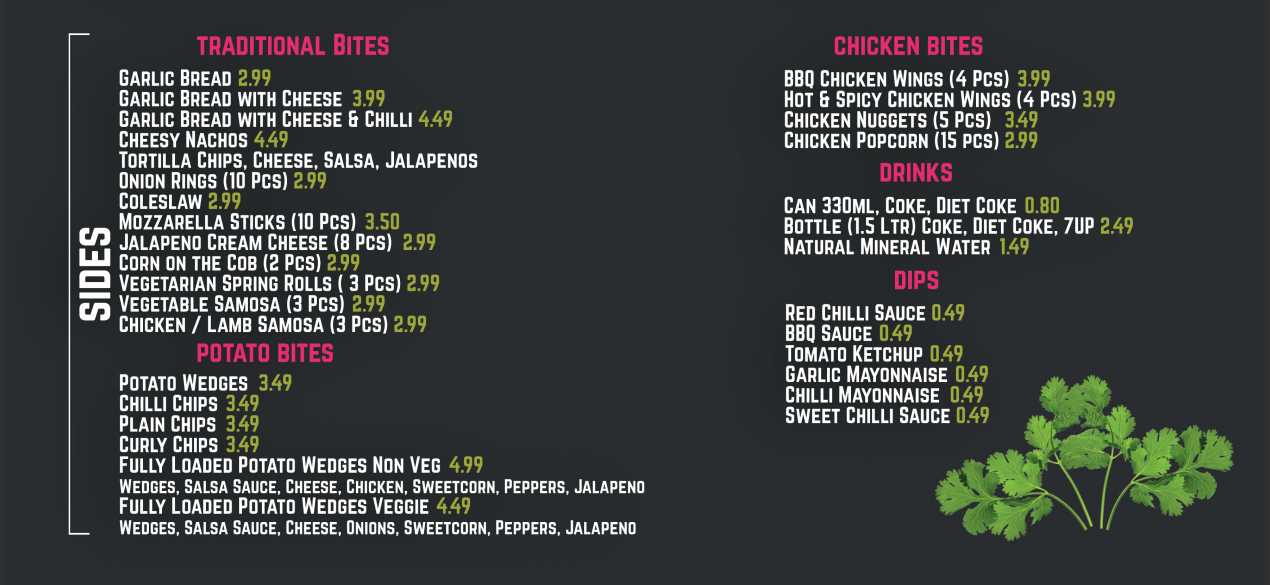 SIDES
TRADITIONAL BITES
GARLIC BREAD 2.99
GARLIC BREAD WITH CHEESE 3.99
GARLIC BREAD WITH CHEESE & CHILLI 4.49
CHEESY NACHOS 4.49
TORTILLA CHIPS, CHEESE, SALSA, JALAPENOS
ONION RINGS (10 PCS) 2.99
COLESLAW 2.99
MOZZARELLA STICKS (10 PCS) 3.50
JALAPENO CREAM CHEESE (8 PCS) 2.99
CORN ON THE COB (2 PCS) 2.99
VEGETARIAN SPRING ROLLS ( 3 PCS) 2.99
VEGETABLE SAMOSA (3 PCS) 2.99
CHICKEN / LAMB SAMOSA (3 PCS) 2.99
POTATO BITES
POTATO WEDGES 3.49
CHILLI CHIPS 3.49
PLAIN CHIPS 3.49
CURLY CHIPS 3.49
FULLY LOADED POTATO WEDGES NON VEG 4.99
WEDGES, SALSA SAUCE, CHEESE, CHICKEN, SWEETCORN, PEPPERS, JALAPENO
FULLY LOADED POTATO WEDGES VEGGIE 4.49
WEDGES, SALSA SAUCE, CHEESE, ONIONS, SWEETCORN, PEPPERS, JALAPENO
CHICKEN BITES
BBQ CHICKEN WINGS (4 PCS) 3.99
HOT & SPICY CHICKEN WINGS (4 PCS) 3.99
CHICKEN NUGGETS (5 PCS) 3.49
CHICKEN POPCORN (15 PCS) 2.99
DRINKS
CAN 330ML, COKE, DIET COKE 0.80
BOTTLE (1.5 LTR) COKE, DIET COKE, 7UP 2.49
NATURAL MINERAL WATER 1.49
DIPS
RED CHILLI SAUCE 0.49
BBQ SAUCE 0.49
TOMATO KETCHUP 0.49
GARLIC MAYONNAISE 0.49
CHILLI MAYONNAISE 0.49
SWEET CHILLI SAUCE 0.49